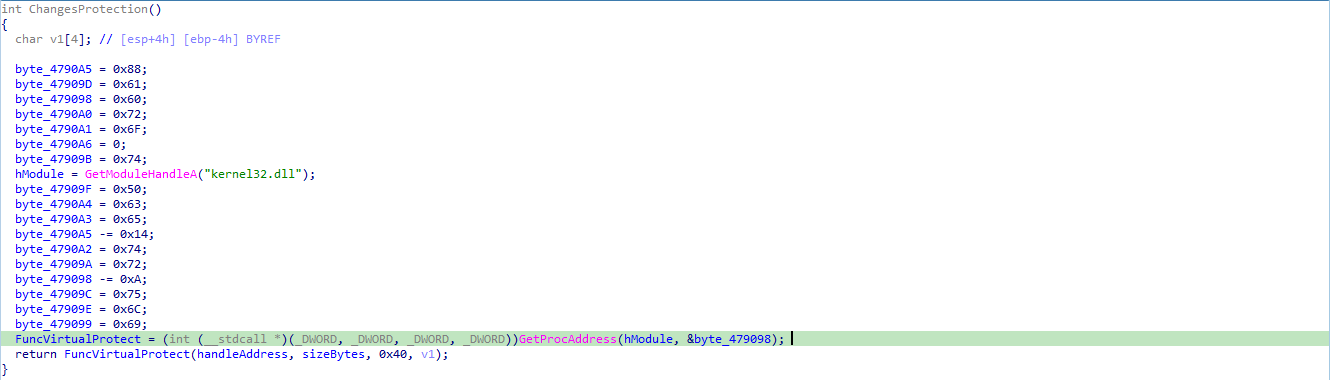 int ChangesProtection()
{
  char v1[4]; // [esp+4h] [ebp-4h] BYREF

  byte_4790A5 = 0x88;
  byte_47909D = 0x61;
  byte_479098 = 0x60;
  byte_4790A0 = 0x72;
  byte_4790A1 = 0x6F;
  byte_4790A6 = 0;
  byte_47909B = 0x74;
  hModule = GetModuleHandleA("kernel32.dll");
  byte_47909F = 0x50;
  byte_4790A4 = 0x63;
  byte_4790A3 = 0x65;
  byte_4790A5 -= 0x14;
  byte_4790A2 = 0x74;
  byte_47909A = 0x72;
  byte_479098 -= 0xA;
  byte_47909C = 0x75;
  byte_47909E = 0x6C;
  byte_479099 = 0x69;
  FuncVirtualProtect = (int (__stdcall *)(_DWORD, _DWORD, _DWORD, _DWORD))GetProcAddress(hModule, &byte_479098);
  return FuncVirtualProtect(handleAddress, sizeBytes, 0x40, v1);
}